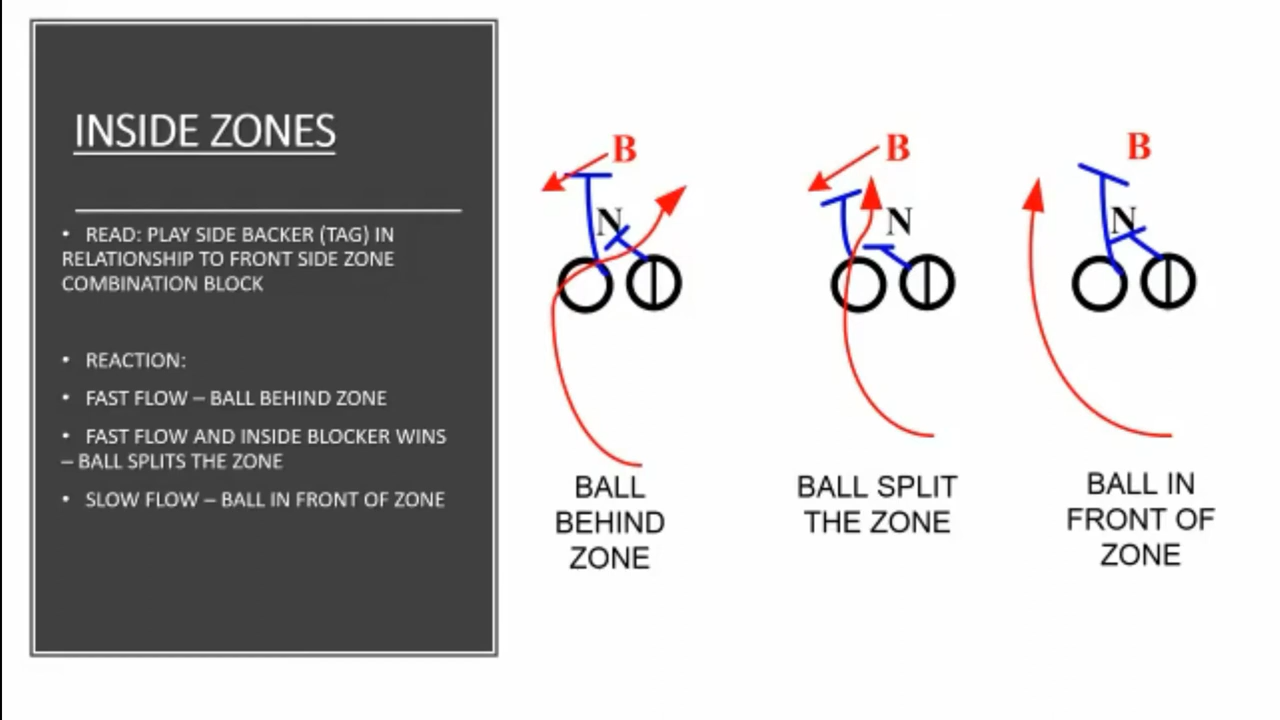 INSIDE ZONES
• READ: PLAY SIDE BACKER (TAG) IN
RELATIONSHIP TO FRONT SIDE ZONE
COMBINATION BLOCK
• REACTION:
• FAST FLOW – BALL BEHIND ZONE
• FAST FLOW AND INSIDE BLOCKER WINS
– BALL SPLITS THE ZONE
• SLOW FLOW – BALL IN FRONT OF ZONE
B
N
BALL
BEHIND
ZONE
B
N
BALL SPLIT
THE ZONE
B
N
BALL IN
FRONT OF
ZONE